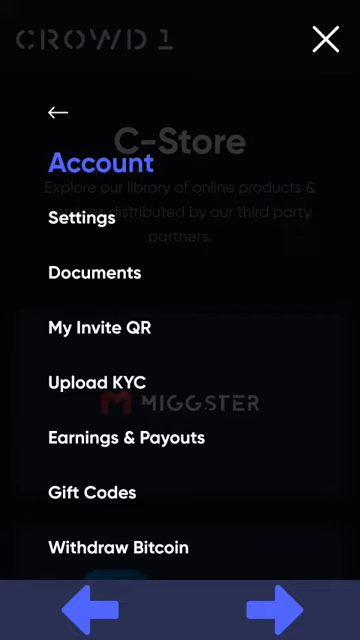 CROWD 1
C-Store
Account
Explore our library of online products &
Settings
services distributed by our third party
partners.
Documents
My Invite QR
Upload KYC
MIGGSTER
Earnings & Payouts
Gift Codes
Withdraw Bitcoin